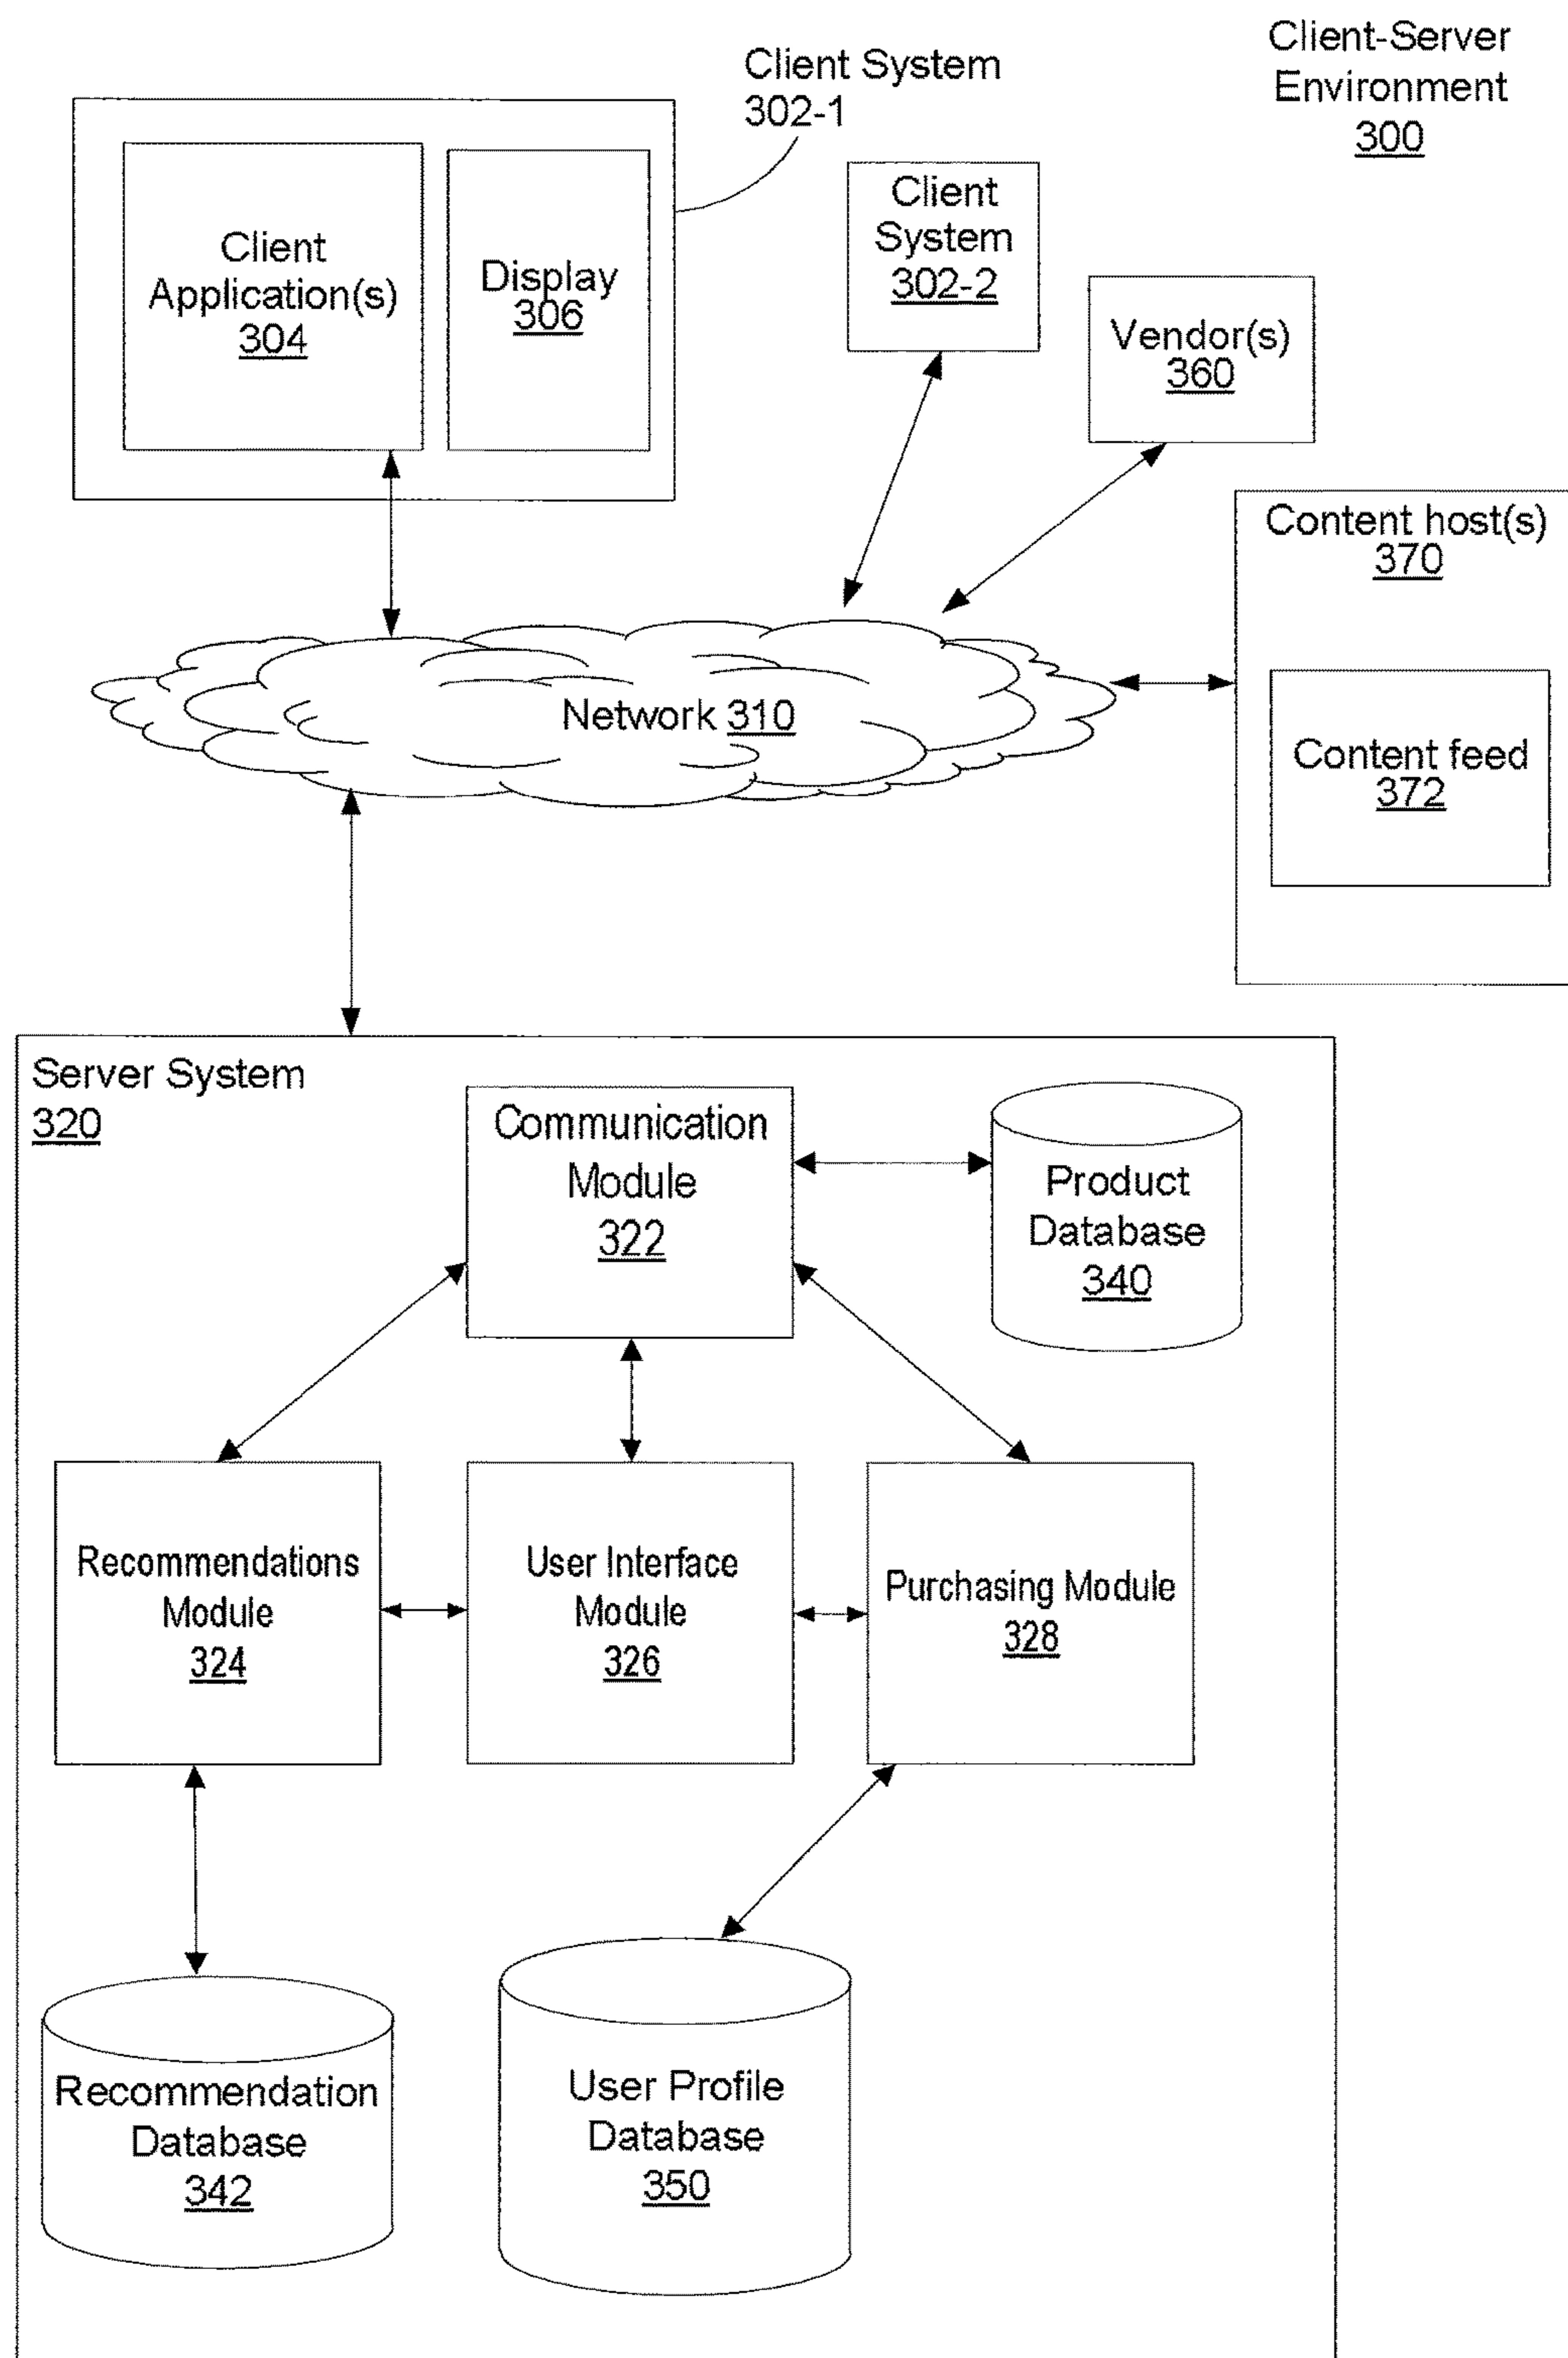 Client-Server
Environment
300
Client System
302-1
Client
Application(s)
304
Display
306
Client
System
302-2
Vendor(s)
360
Content host(s)
370
Content feed
372
Network 310
Server System
320
Communication
Module
322
Product
Database
340
Recommendations
Module
324
User Interface
Module
326
Purchasing Module
328
Recommendation
Database
342
User Profile
Database
350